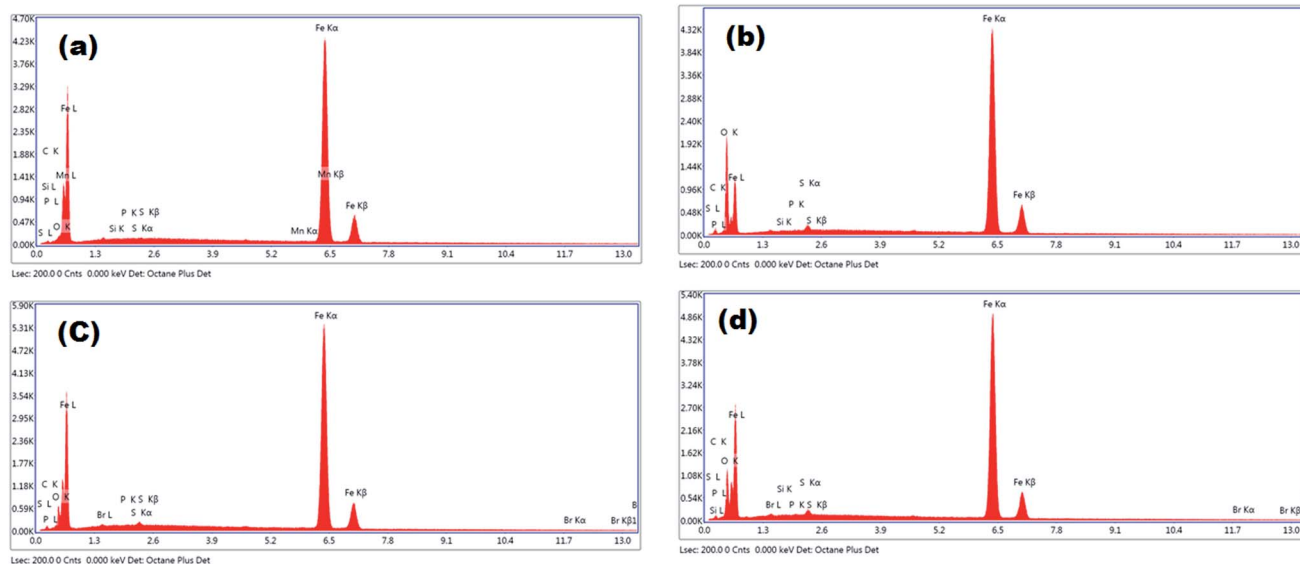 (a)
4.70K
4.23K
3.76K
3.29K
2.82K
2.35K
1.88K
1.41K
0.94K
0.47K
0.00K
Fe Kα
Fe L
C K
Mn L
Si L
P L
S L
O K
P K S Kβ
Si K S Kα
Mn Kα
Mn Kβ
Fe Kβ
0.0 1.3 2.6 3.9 5.2 6.5 7.8 9.1 10.4 11.7 13.0
Lsec: 200.0 0 Cnts 0.000 keV Det: Octane Plus Det
(b)
4.32K
3.84K
3.36K
2.88K
2.40K
1.92K
1.44K
0.96K
0.48K
0.00K
Fe Kα
O K
Fe L
C K
S L
P L
S Kα
P K
Si K S Kβ
Fe Kβ
0.0 1.3 2.6 3.9 5.2 6.5 7.8 9.1 10.4 11.7 13.0
Lsec: 200.0 0 Cnts 0.000 keV Det: Octane Plus Det
(C)
5.90K
5.31K
4.72K
4.13K
3.54K
2.95K
2.36K
1.77K
1.18K
0.59K
0.00K
Fe Kα
Fe L
C K
S L O K
P L
Br L
P K S Kβ
S Kα
Fe Kβ
B
Br Kα
Br Kβ1
0.0 1.3 2.6 3.9 5.2 6.5 7.8 9.1 10.4 11.7 13.0
Lsec: 200.0 0 Cnts 0.000 keV Det: Octane Plus Det
(d)
5.40K
4.86K
4.32K
3.78K
3.24K
2.70K
2.16K
1.62K
1.08K
0.54K
0.00K
Fe Kα
Fe L
C K
O K
S L
P L
Si L
S Kα
Si K
Br L P K S Kβ
Fe Kβ
Br Kα
Br Kβ
0.0 1.3 2.6 3.9 5.2 6.5 7.8 9.1 10.4 11.7 13.0
Lsec: 200.0 0 Cnts 0.000 keV Det: Octane Plus Det